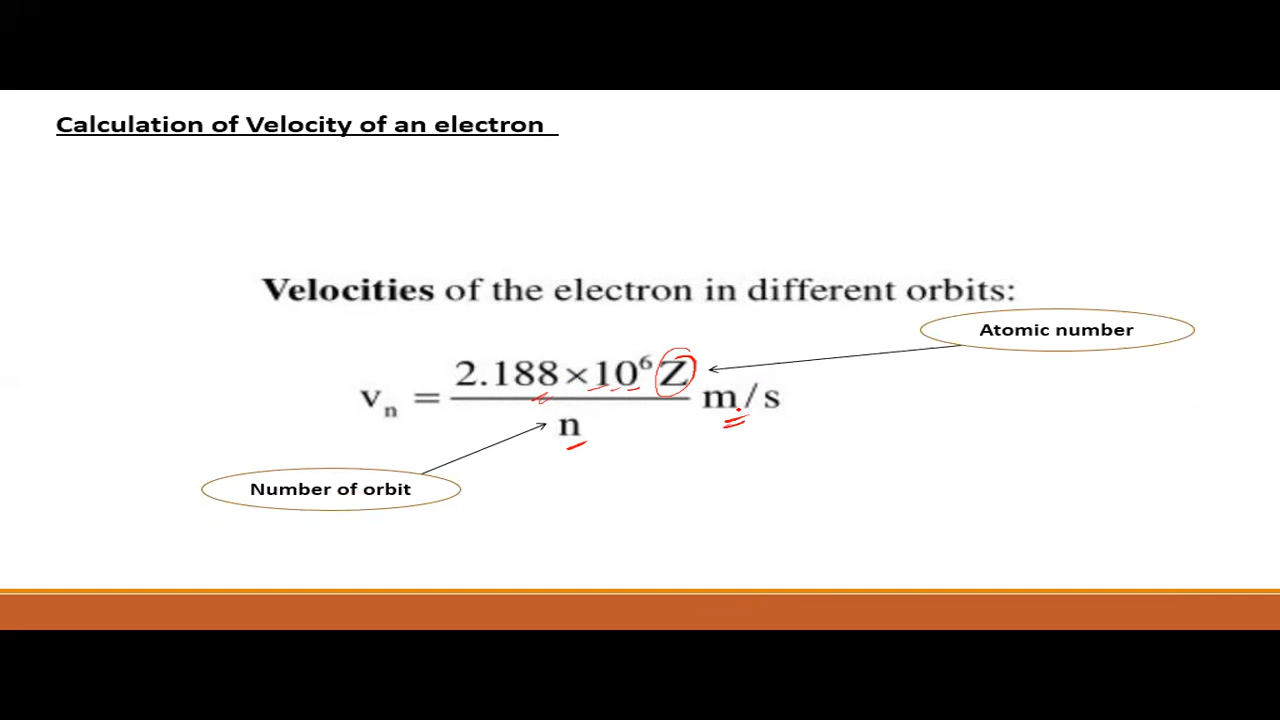 Calculation of Velocity of an electron
Velocities of the electron in different orbits:
Atomic number
vₙ = 2.188×10⁶ Z / n m/s
Number of orbit